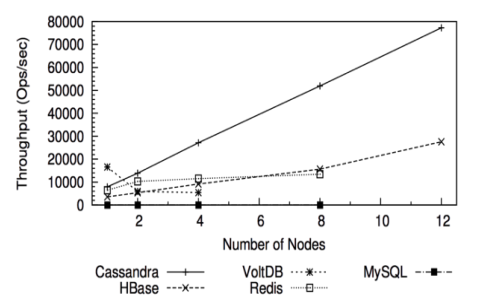 80000
70000
60000
50000
40000
30000
20000
10000
0
Throughput (Ops/sec)
2 4 6 8 10 12
Number of Nodes
Cassandra VoltDB MySQL
HBase Redis